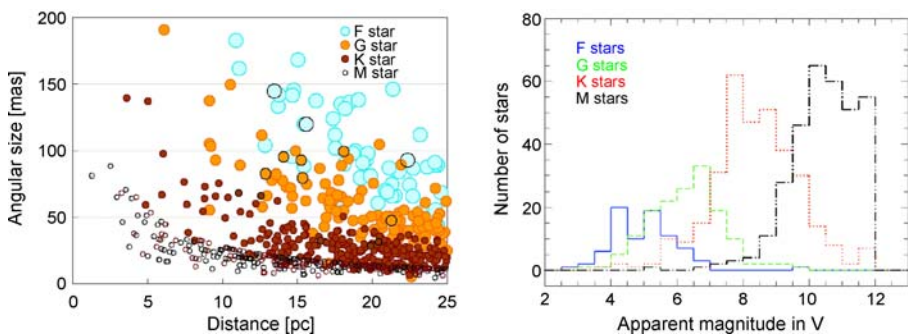 200
150
100
50
0
Angular size [mas]
F star
G star
K star
M star
0 5 10 15 20 25
Distance [pc]
80
60
40
20
0
Number of stars
F stars
G stars
K stars
M stars
2 4 6 8 10 12
Apparent magnitude in V